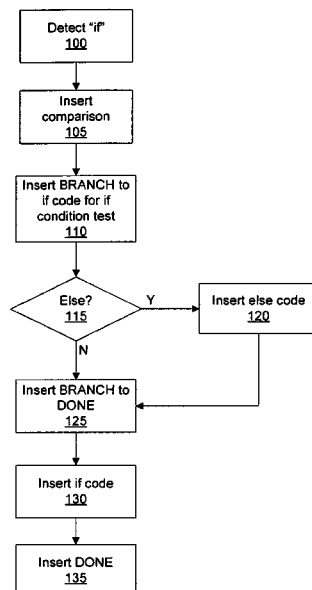 Detect "if"
100
Insert
comparison
105
Insert BRANCH to
if code for if
condition test
110
Else?
115
Y
Insert else code
120
N
Insert BRANCH to
DONE
125
Insert if code
130
Insert DONE
135